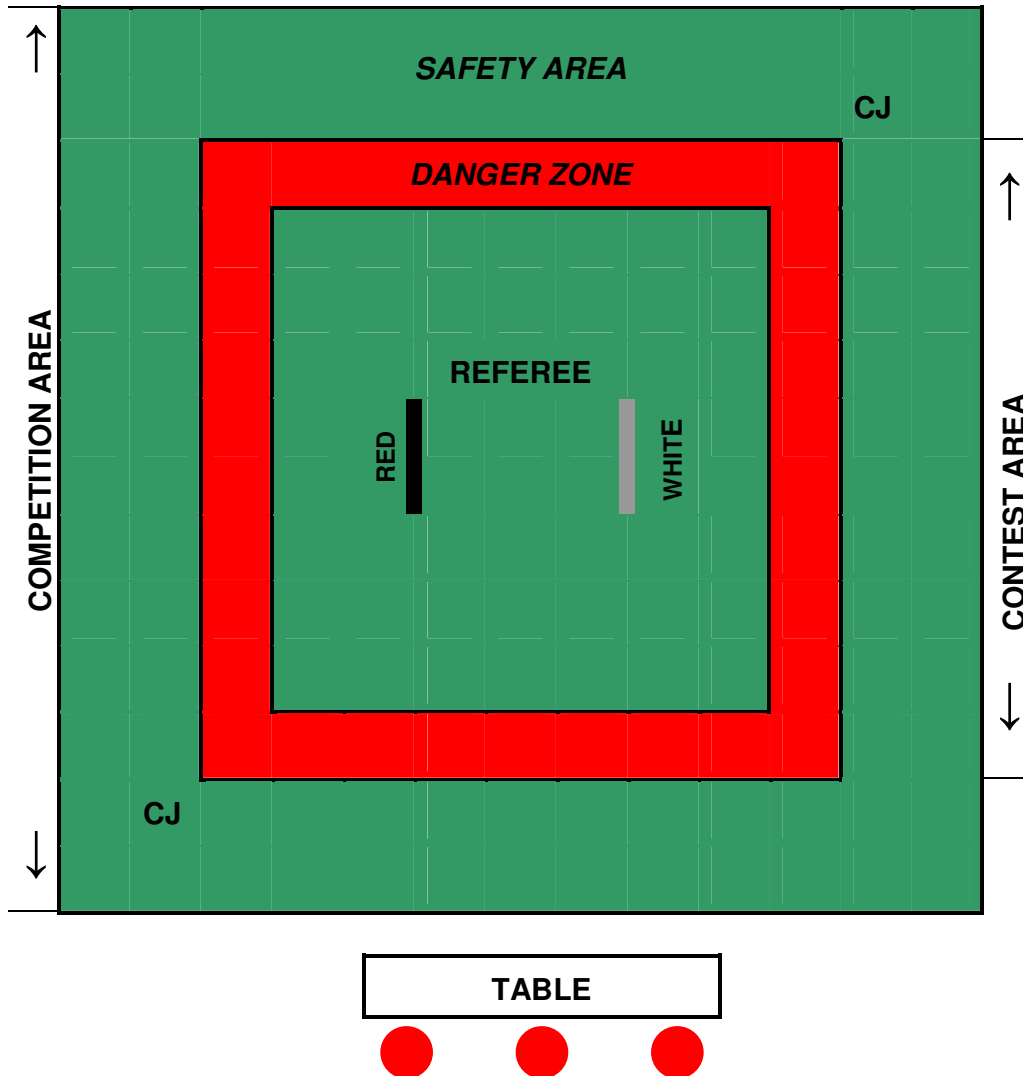 SAFETY AREA
CJ
DANGER ZONE
COMPETITION AREA
REFEREE
RED
WHITE
CONTEST AREA
CJ
TABLE